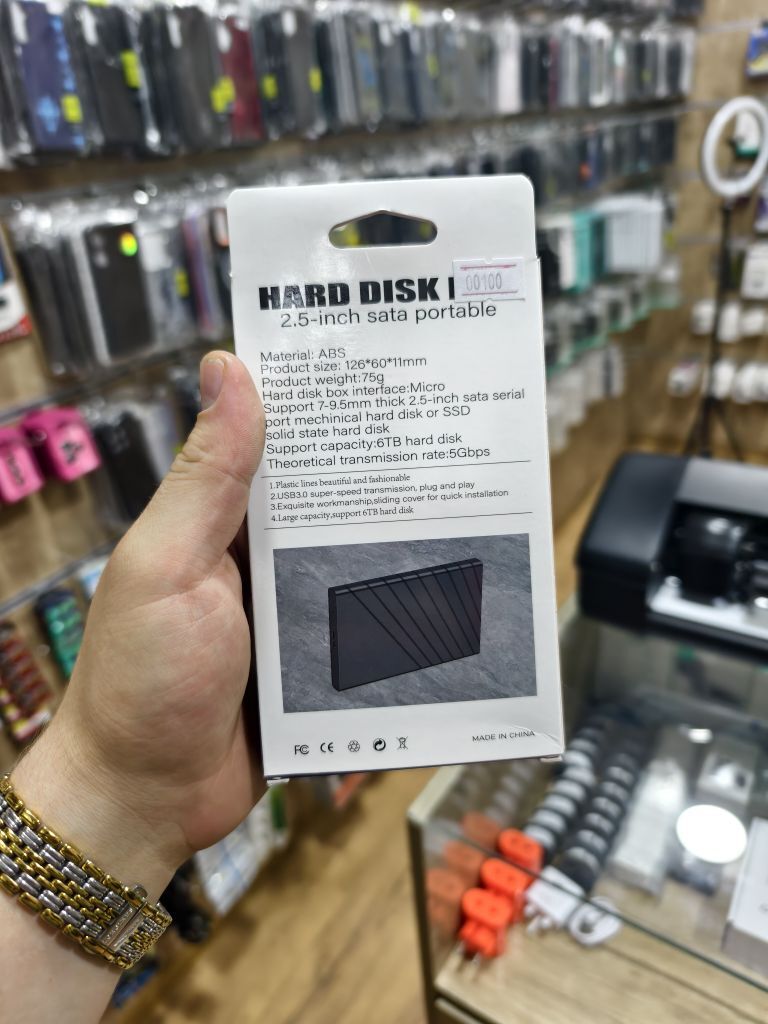 HARD DISK
00100
2.5-inch sata portable
Material: ABS
Product size: 126*60*11mm
Product weight:75g
Hard disk box interface:Micro
Support 7-9.5mm thick 2.5-inch sata serial
port mechinical hard disk or SSD
solid state hard disk
Support capacity:6TB hard disk
Theoretical transmission rate:5Gbps
1.Plastic lines beautiful and fashionable
2.USB3.0 super-speed transmission, plug and play
3.Exquisite workmanship,sliding cover for quick installation
4.Large capacity,support 6TB hard disk
FC CE
MADE IN CHINA